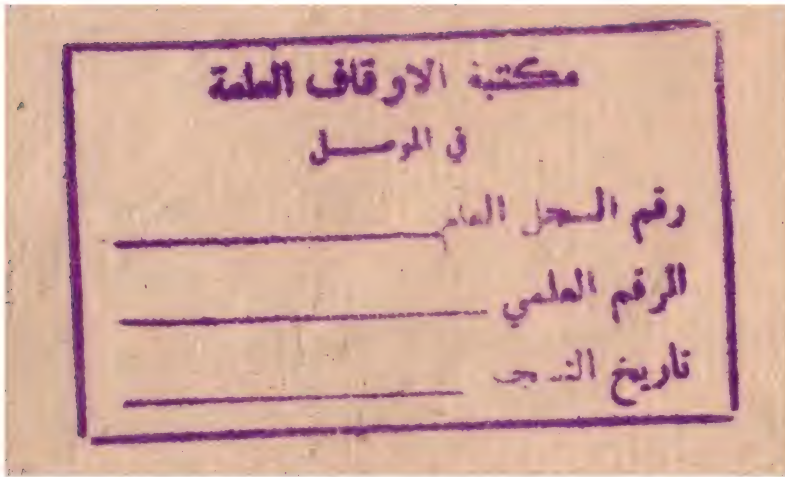 مكتبة الاوقاف العامة
في الموصل
رقم السجل العام
الرقم العلمي
تاريخ